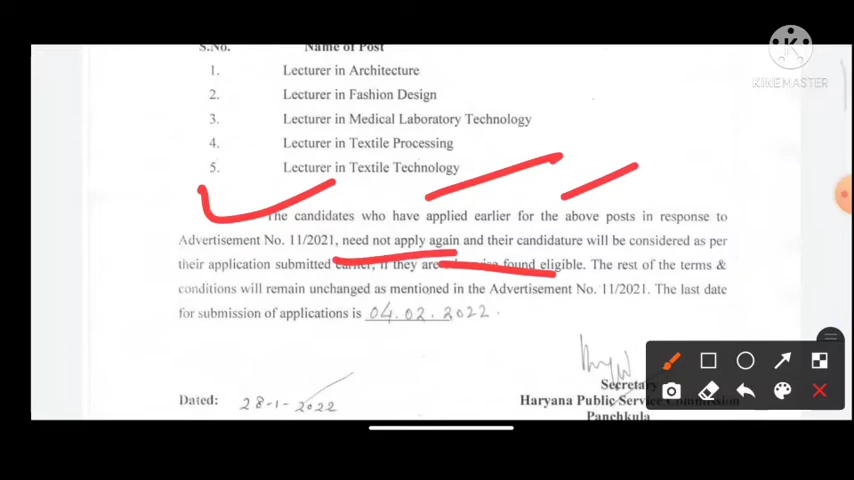 S.No. Name of Post
1. Lecturer in Architecture
2. Lecturer in Fashion Design
3. Lecturer in Medical Laboratory Technology
4. Lecturer in Textile Processing
5. Lecturer in Textile Technology
The candidates who have applied earlier for the above posts in response to
Advertisement No. 11/2021, need not apply again and their candidature will be considered as per
their application submitted earlier, if they are otherwise found eligible. The rest of the terms &
conditions will remain unchanged as mentioned in the Advertisement No. 11/2021. The last date
for submission of applications is 04.02.2022.
Secretary
Dated: 28-1-2022 Haryana Public Service Commission
Panchkula
KINEMASTER